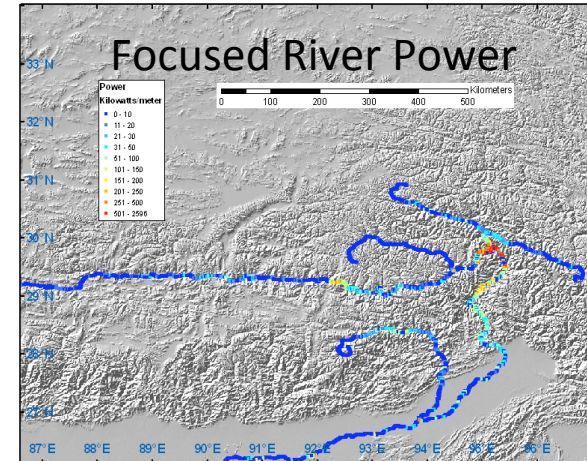 Focused River Power
33° N
32° N
31° N
30° N
29° N
28° N
27° N
Power
Kilowatts/meter
0 - 10
11 - 20
21 - 30
31 - 50
51 - 100
101 - 150
151 - 200
201 - 250
251 - 500
501 - 2596
Kilometers
0 100 200 300 400 500
87° E 88° E 89° E 90° E 91° E 92° E 93° E 94° E 95° E 96° E